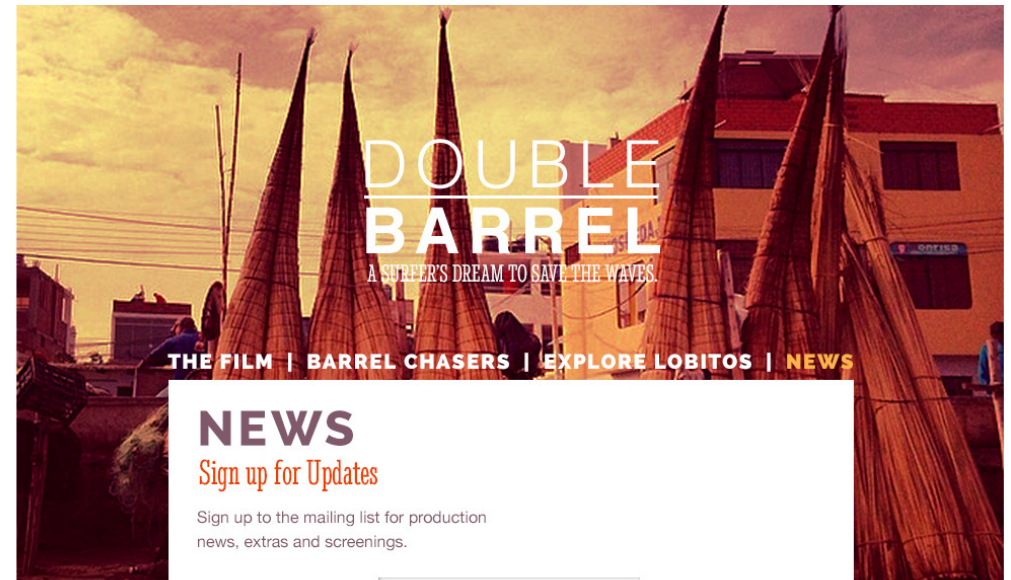 DOUBLE
BARREL
A SURFER'S DREAM TO SAVE THE WAVES.
THE FILM | BARREL CHASERS | EXPLORE LOBITOS | NEWS
NEWS
Sign up for Updates
Sign up to the mailing list for production
news, extras and screenings.